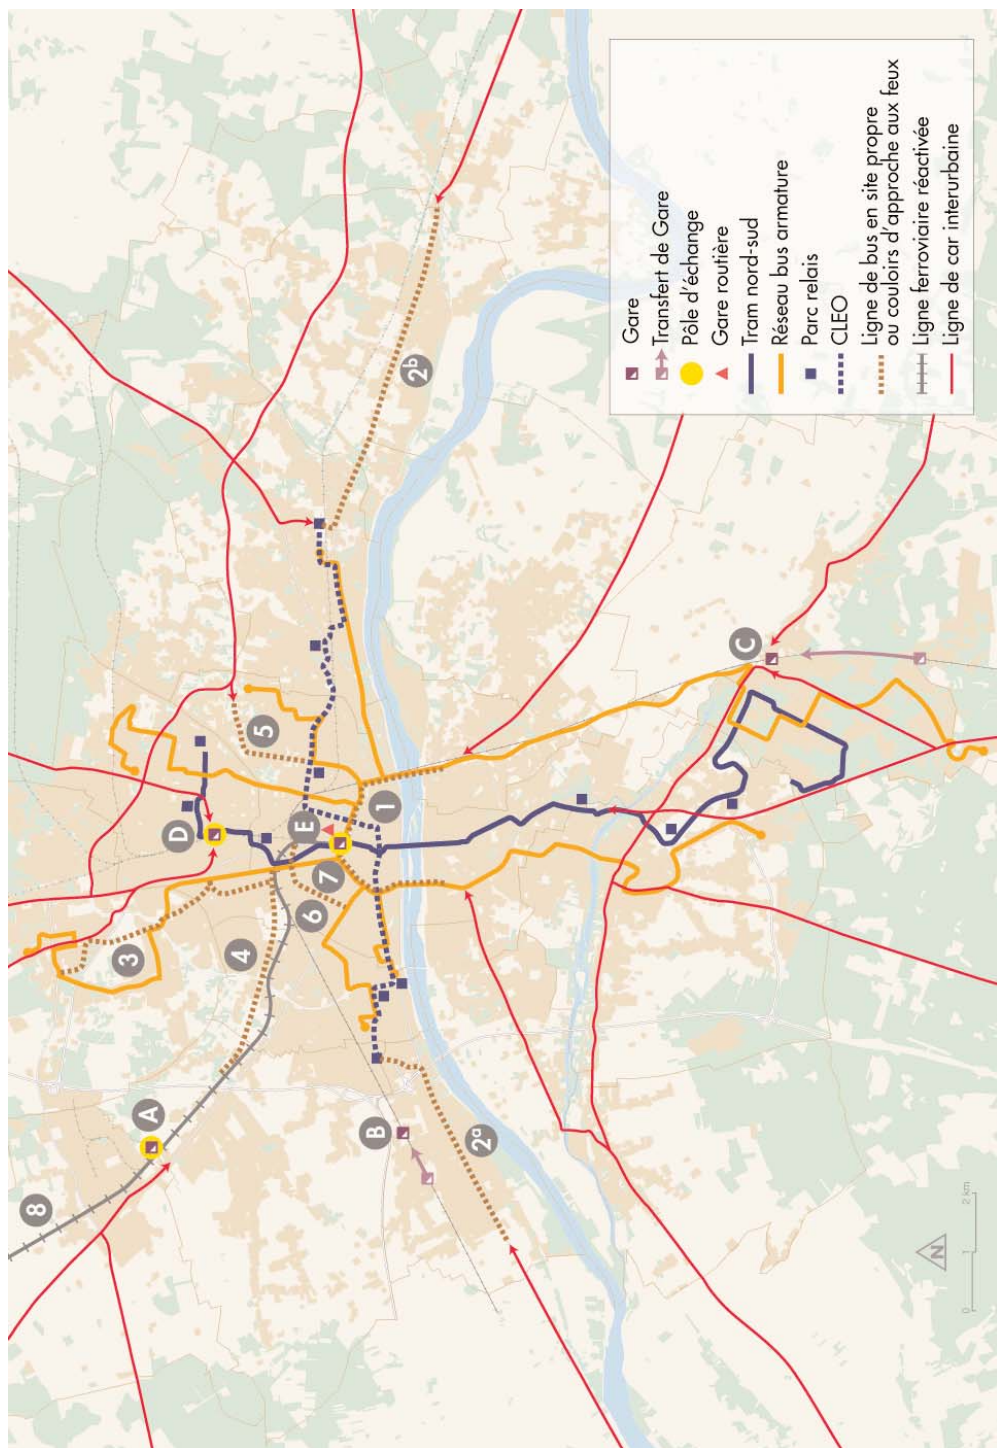 8
A
B
2a
3
4
6
7
D
E
1
5
C
2b
Gare
Transfert de Gare
Pôle d'échange
Gare routière
Tram nord-sud
Réseau bus armature
Parc relais
CLEO
Ligne de bus en site propre
ou couloirs d'approche aux feux
Ligne ferroviaire réactivée
Ligne de car interurbaine
N
0 1 2 km